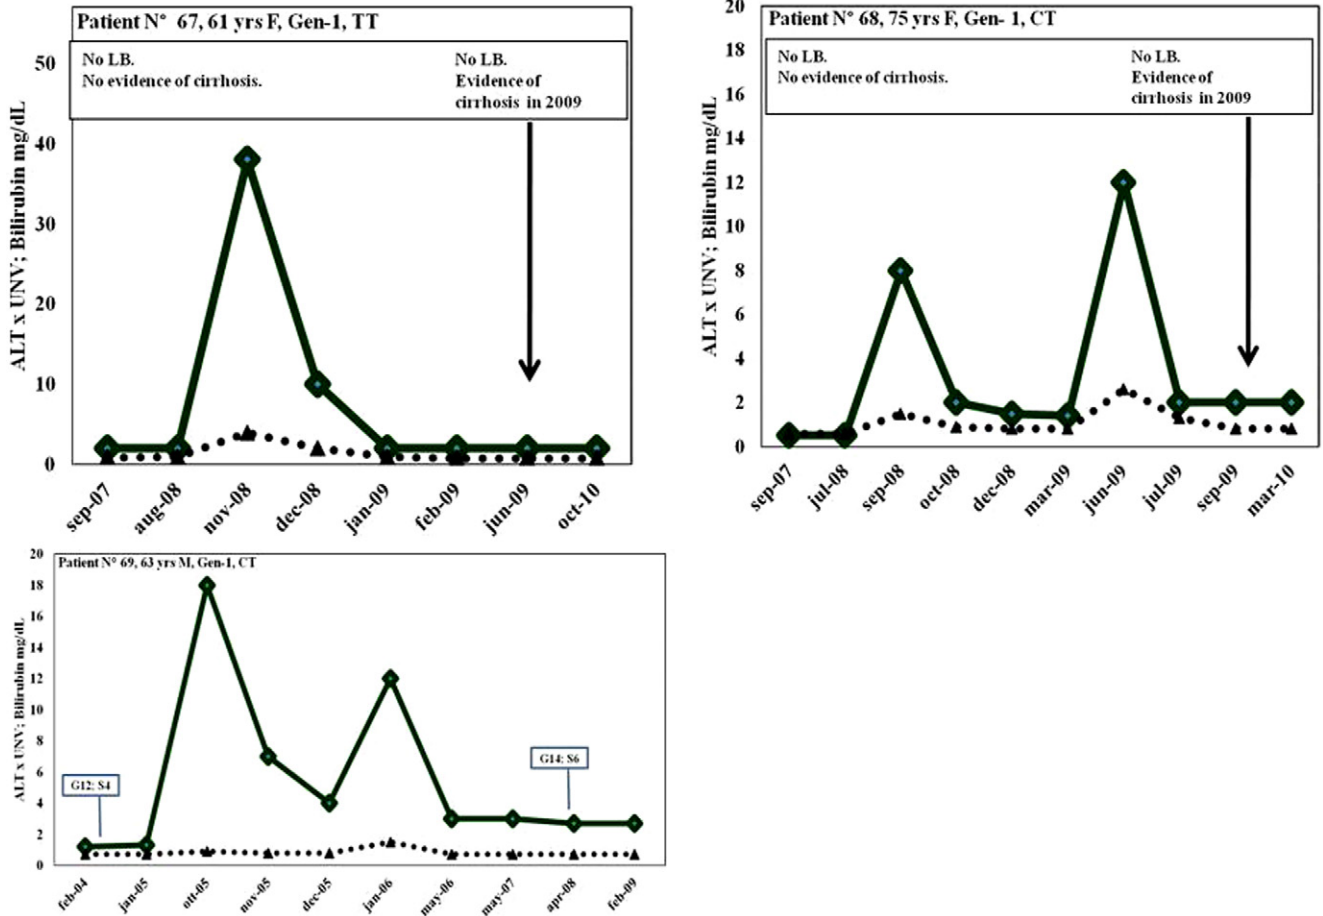 Patient N° 67, 61 yrs F, Gen-1, TT
No LB.
No evidence of cirrhosis.
No LB.
Evidence of
cirrhosis in 2009
ALT x UNV; Bilirubin mg/dL
50
40
30
20
10
0
sep-07
aug-08
nov-08
dec-08
jan-09
feb-09
jun-09
oct-10
Patient N° 68, 75 yrs F, Gen- 1, CT
No LB.
No evidence of cirrhosis.
No LB.
Evidence of
cirrhosis in 2009
ALT x UNV; Bilirubin mg/dL
20
18
16
14
12
10
8
6
4
2
0
sep-07
jul-08
sep-08
oct-08
dec-08
mar-09
jun-09
jul-09
sep-09
mar-10
Patient N° 69, 63 yrs M, Gen-1, CT
ALT x UNV; Bilirubin mg/dL
20
18
16
14
12
10
8
6
4
2
0
G12; S4
G14; S6
feb-04
jan-05
ott-05
nov-05
dec-05
jan-06
may-06
may-07
apr-08
feb-09